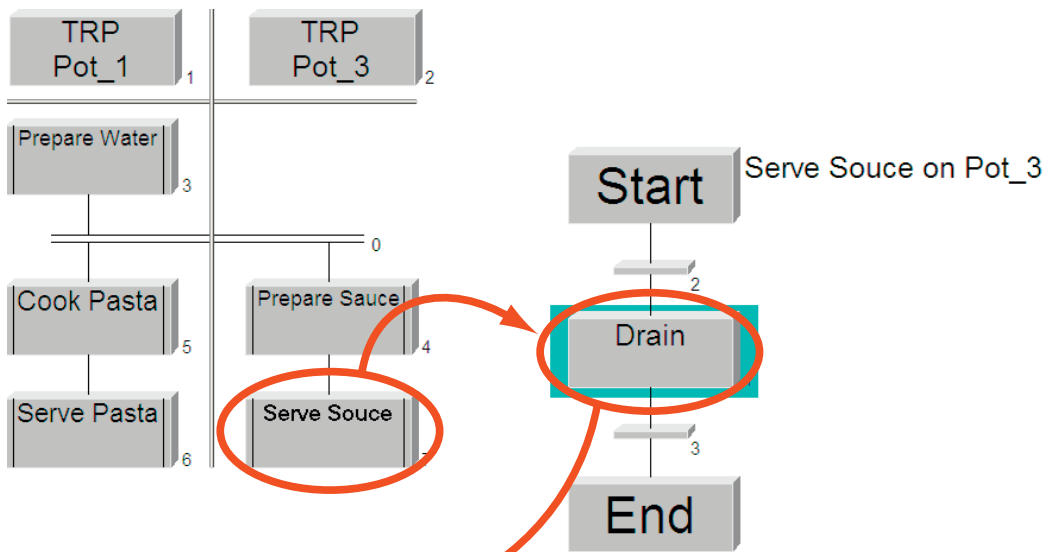 TRP
Pot_1
1
TRP
Pot_3
2
Prepare Water
3
0
Cook Pasta
5
Prepare Sauce
4
Serve Pasta
6
Serve Souce
Start
Serve Souce on Pot_3
2
Drain
3
End